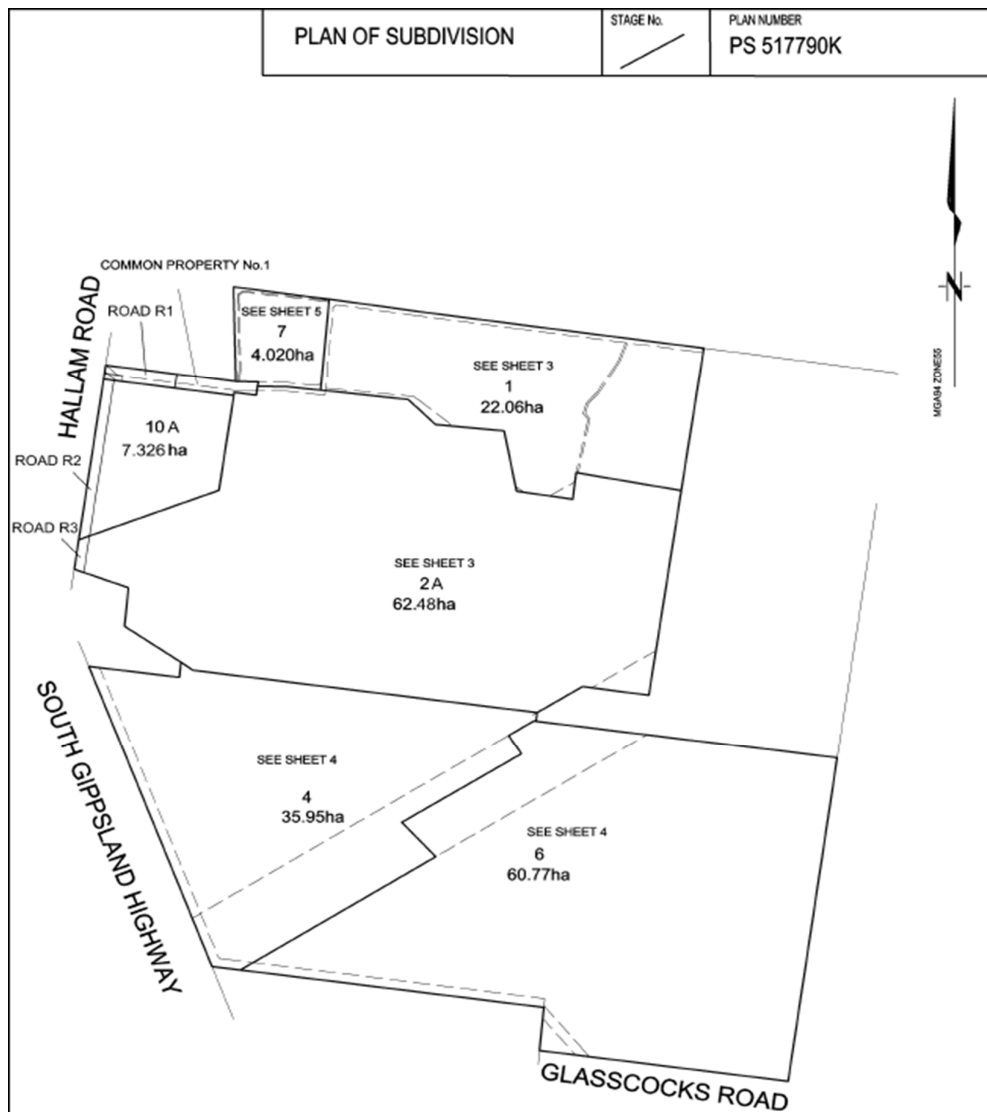 PLAN OF SUBDIVISION
STAGE No.
PLAN NUMBER
PS 517790K
N
MGA94 ZONE55
COMMON PROPERTY No.1
HALLAM ROAD
ROAD R1
SEE SHEET 5
7
4.020ha
SEE SHEET 3
1
22.06ha
10 A
7.326 ha
ROAD R2
ROAD R3
SEE SHEET 3
2 A
62.48ha
SOUTH GIPPSLAND HIGHWAY
SEE SHEET 4
4
35.95ha
SEE SHEET 4
6
60.77ha
GLASSCOCKS ROAD